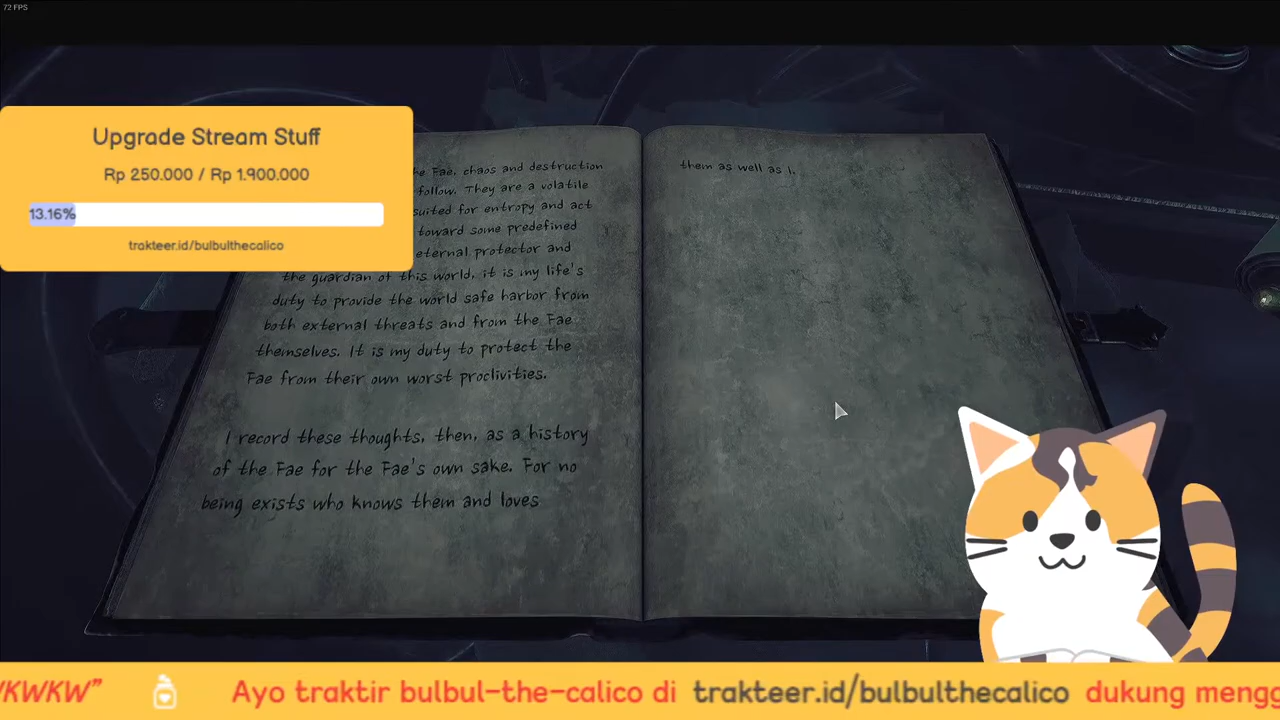 72 FPS
Upgrade Stream Stuff
Rp 250.000 / Rp 1.900.000
13.16%
trakteer.id/bulbulthecalico
Fae, chaos and destruction
follow. They are a volatile
suited for entropy and act
toward some predefined
eternal protector and
the guardian of this world, it is my life's
duty to provide the world safe harbor from
both external threats and from the Fae
themselves. It is my duty to protect the
Fae from their own worst proclivities.
I record these thoughts, then, as a history
of the Fae for the Fae's own sake. For no
being exists who knows them and loves
them as well as I.
WKWKW" Ayo traktir bulbul-the-calico di trakteer.id/bulbulthecalico dukung mengg